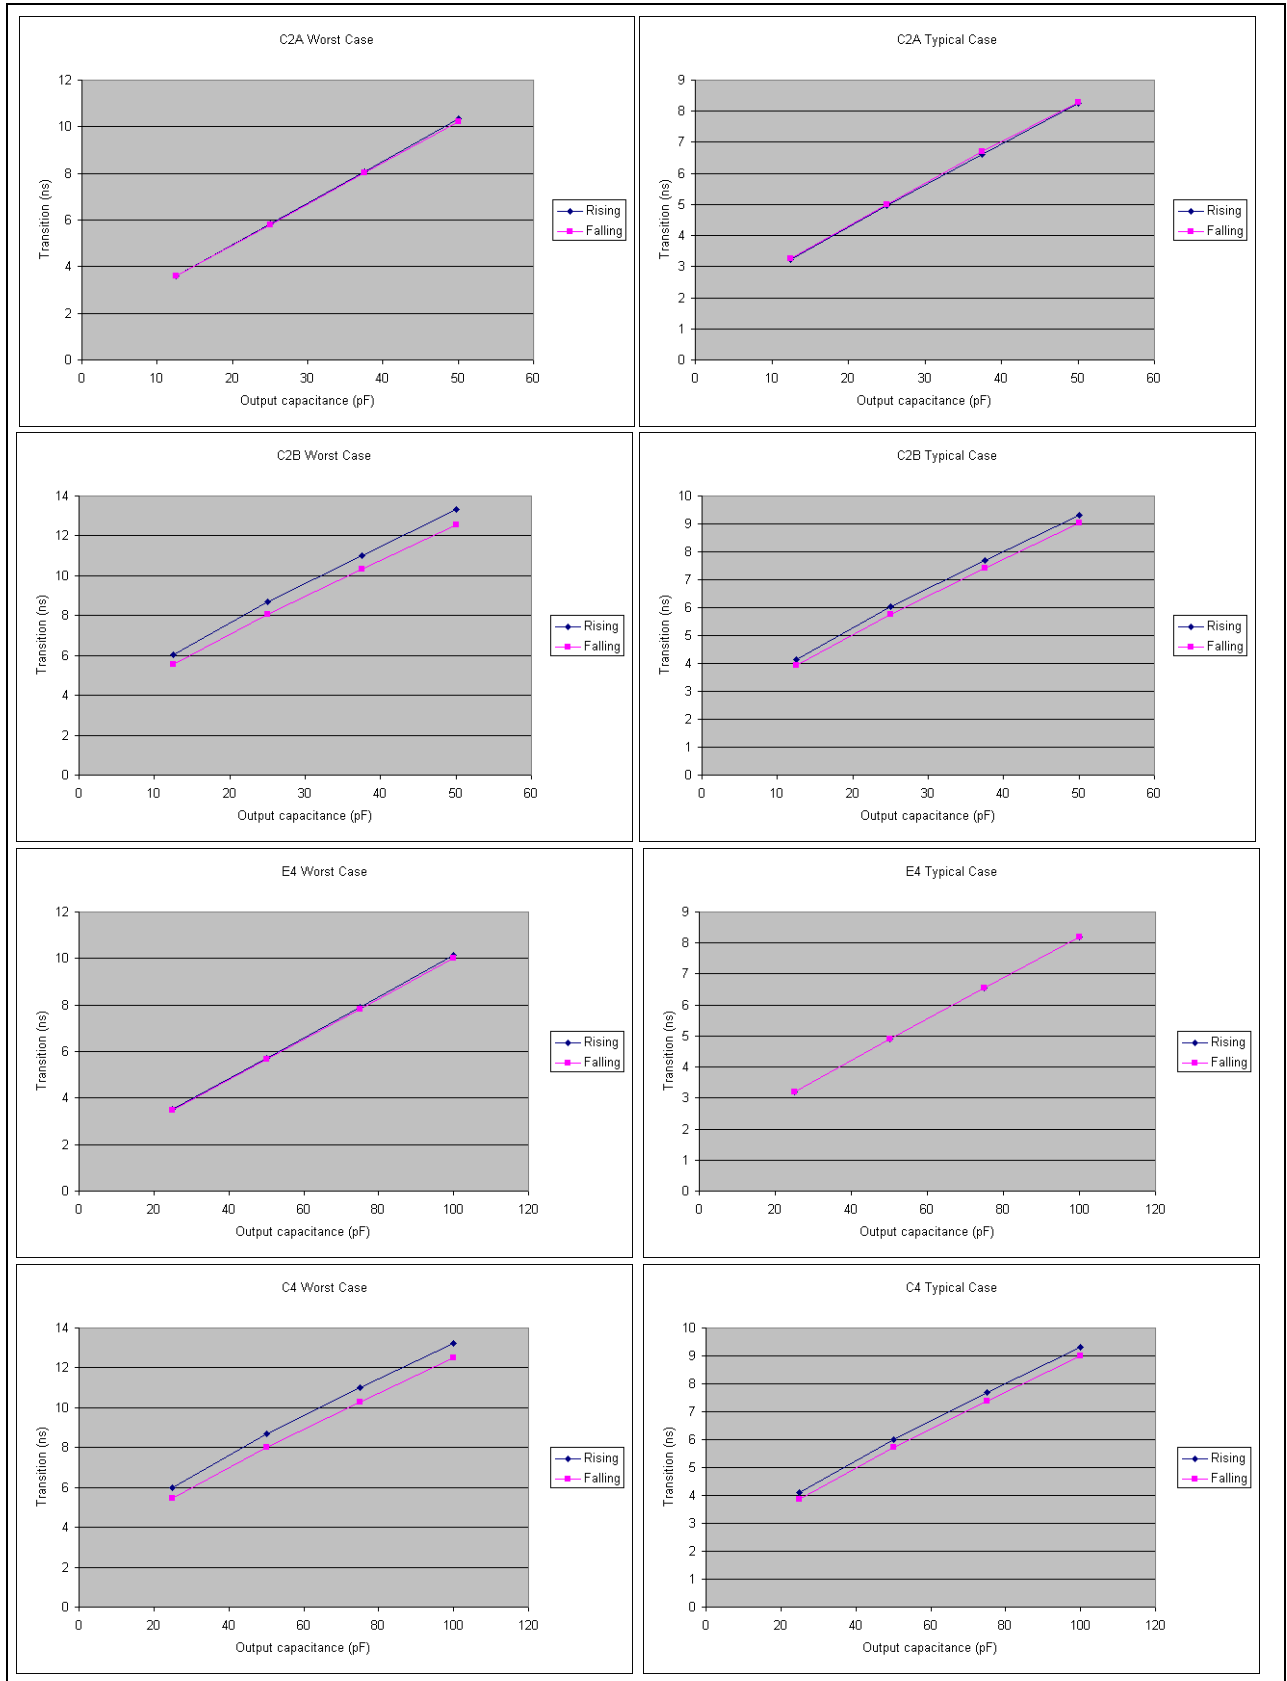 C2A Worst Case
12
10
8
6
4
2
0
Transition (ns)
0 10 20 30 40 50 60
Output capacitance (pF)
Rising
Falling
C2A Typical Case
9
8
7
6
5
4
3
2
1
0
Transition (ns)
0 10 20 30 40 50 60
Output capacitance (pF)
Rising
Falling
C2B Worst Case
14
12
10
8
6
4
2
0
Transition (ns)
0 10 20 30 40 50 60
Output capacitance (pF)
Rising
Falling
C2B Typical Case
10
9
8
7
6
5
4
3
2
1
0
Transition (ns)
0 10 20 30 40 50 60
Output capacitance (pF)
Rising
Falling
E4 Worst Case
12
10
8
6
4
2
0
Transition (ns)
0 20 40 60 80 100 120
Output capacitance (pF)
Rising
Falling
E4 Typical Case
9
8
7
6
5
4
3
2
1
0
Transition (ns)
0 20 40 60 80 100 120
Output capacitance (pF)
Rising
Falling
C4 Worst Case
14
12
10
8
6
4
2
0
Transition (ns)
0 20 40 60 80 100 120
Output capacitance (pF)
Rising
Falling
C4 Typical Case
10
9
8
7
6
5
4
3
2
1
0
Transition (ns)
0 20 40 60 80 100 120
Output capacitance (pF)
Rising
Falling